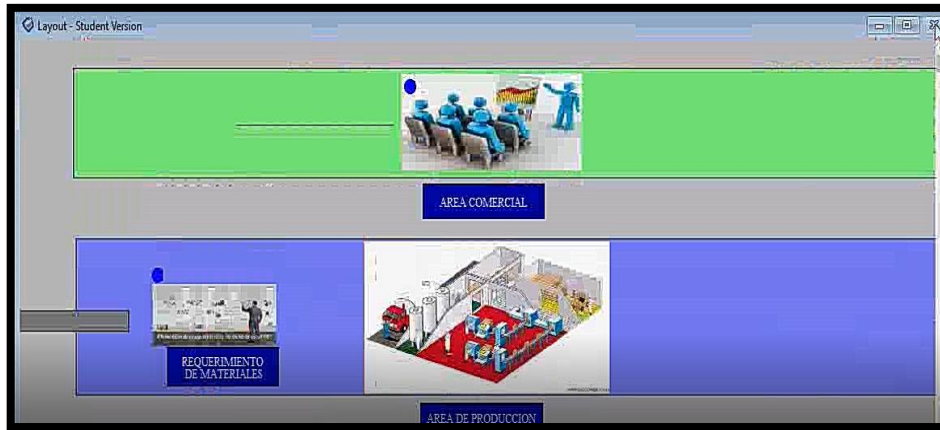 Layout - Student Version
AREA COMERCIAL
REQUERIMIENTO
DE MATERIALES
AREA DE PRODUCCION